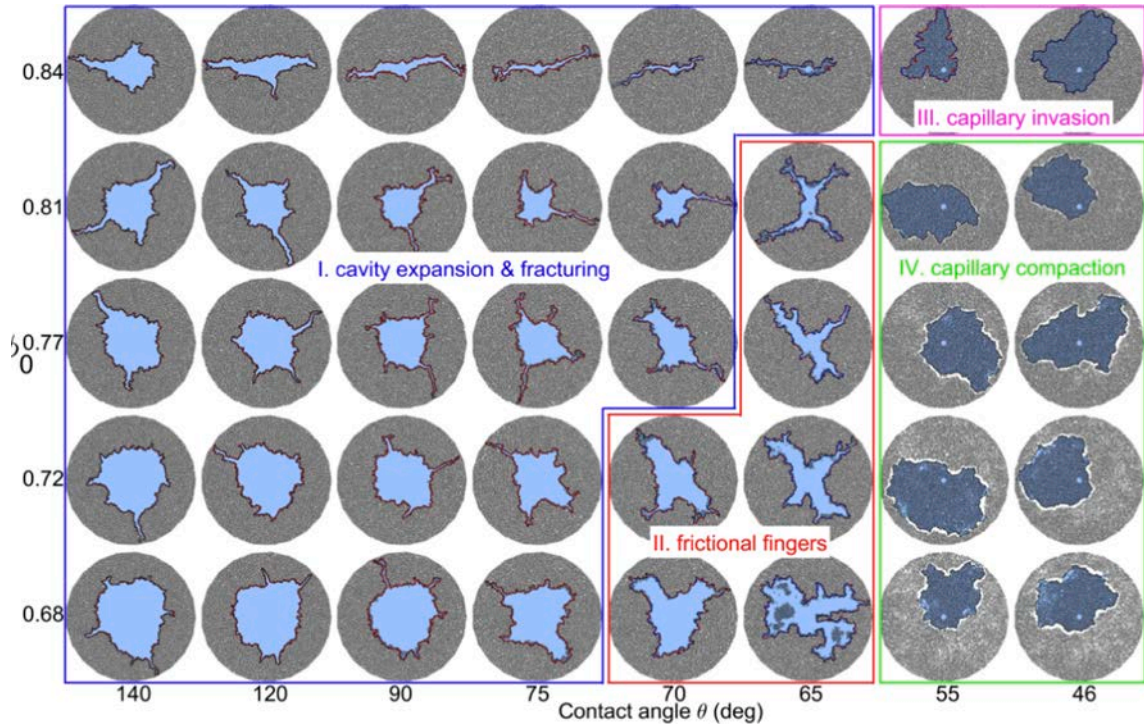 0.84
III. capillary invasion
0.81
I. cavity expansion & fracturing
IV. capillary compaction
0.77
0.72
II. frictional fingers
0.68
140 120 90 75 70 65 55 46
Contact angle θ (deg)